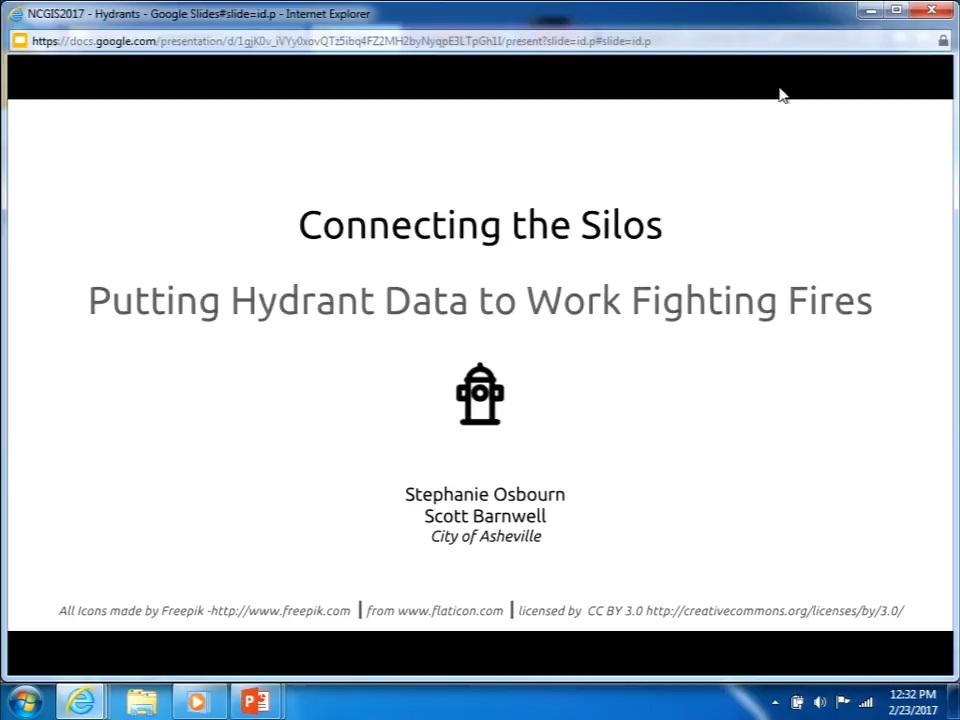 NCGIS2017 - Hydrants - Google Slides#slide=id.p - Internet Explorer
Connecting the Silos
Putting Hydrant Data to Work Fighting Fires
Stephanie Osbourn
Scott Barnwell
City of Asheville
All Icons made by Freepik -http://www.freepik.com | from www.flaticon.com | licensed by CC BY 3.0 http://creativecommons.org/licenses/by/3.0/
12:32 PM
2/23/2017